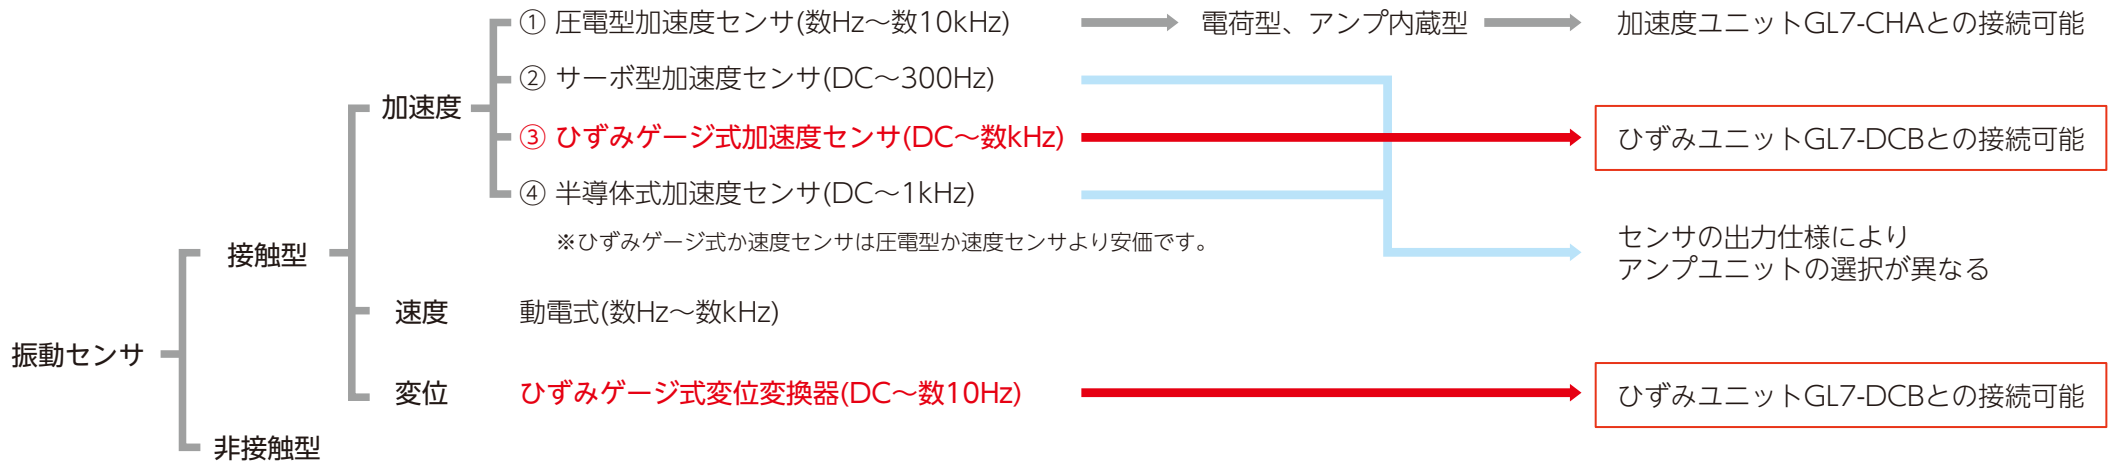 ① 圧電型加速度センサ(数Hz～数10kHz)
電荷型、アンプ内蔵型
加速度ユニットGL7-CHAとの接続可能
② サーボ型加速度センサ(DC～300Hz)
加速度
③ ひずみゲージ式加速度センサ(DC～数kHz)
ひずみユニットGL7-DCBとの接続可能
④ 半導体式加速度センサ(DC～1kHz)
※ひずみゲージ式か速度センサは圧電型か速度センサより安価です。
センサの出力仕様により
アンプユニットの選択が異なる
接触型
速度
動電式(数Hz～数kHz)
振動センサ
変位
ひずみゲージ式変位変換器(DC～数10Hz)
ひずみユニットGL7-DCBとの接続可能
非接触型